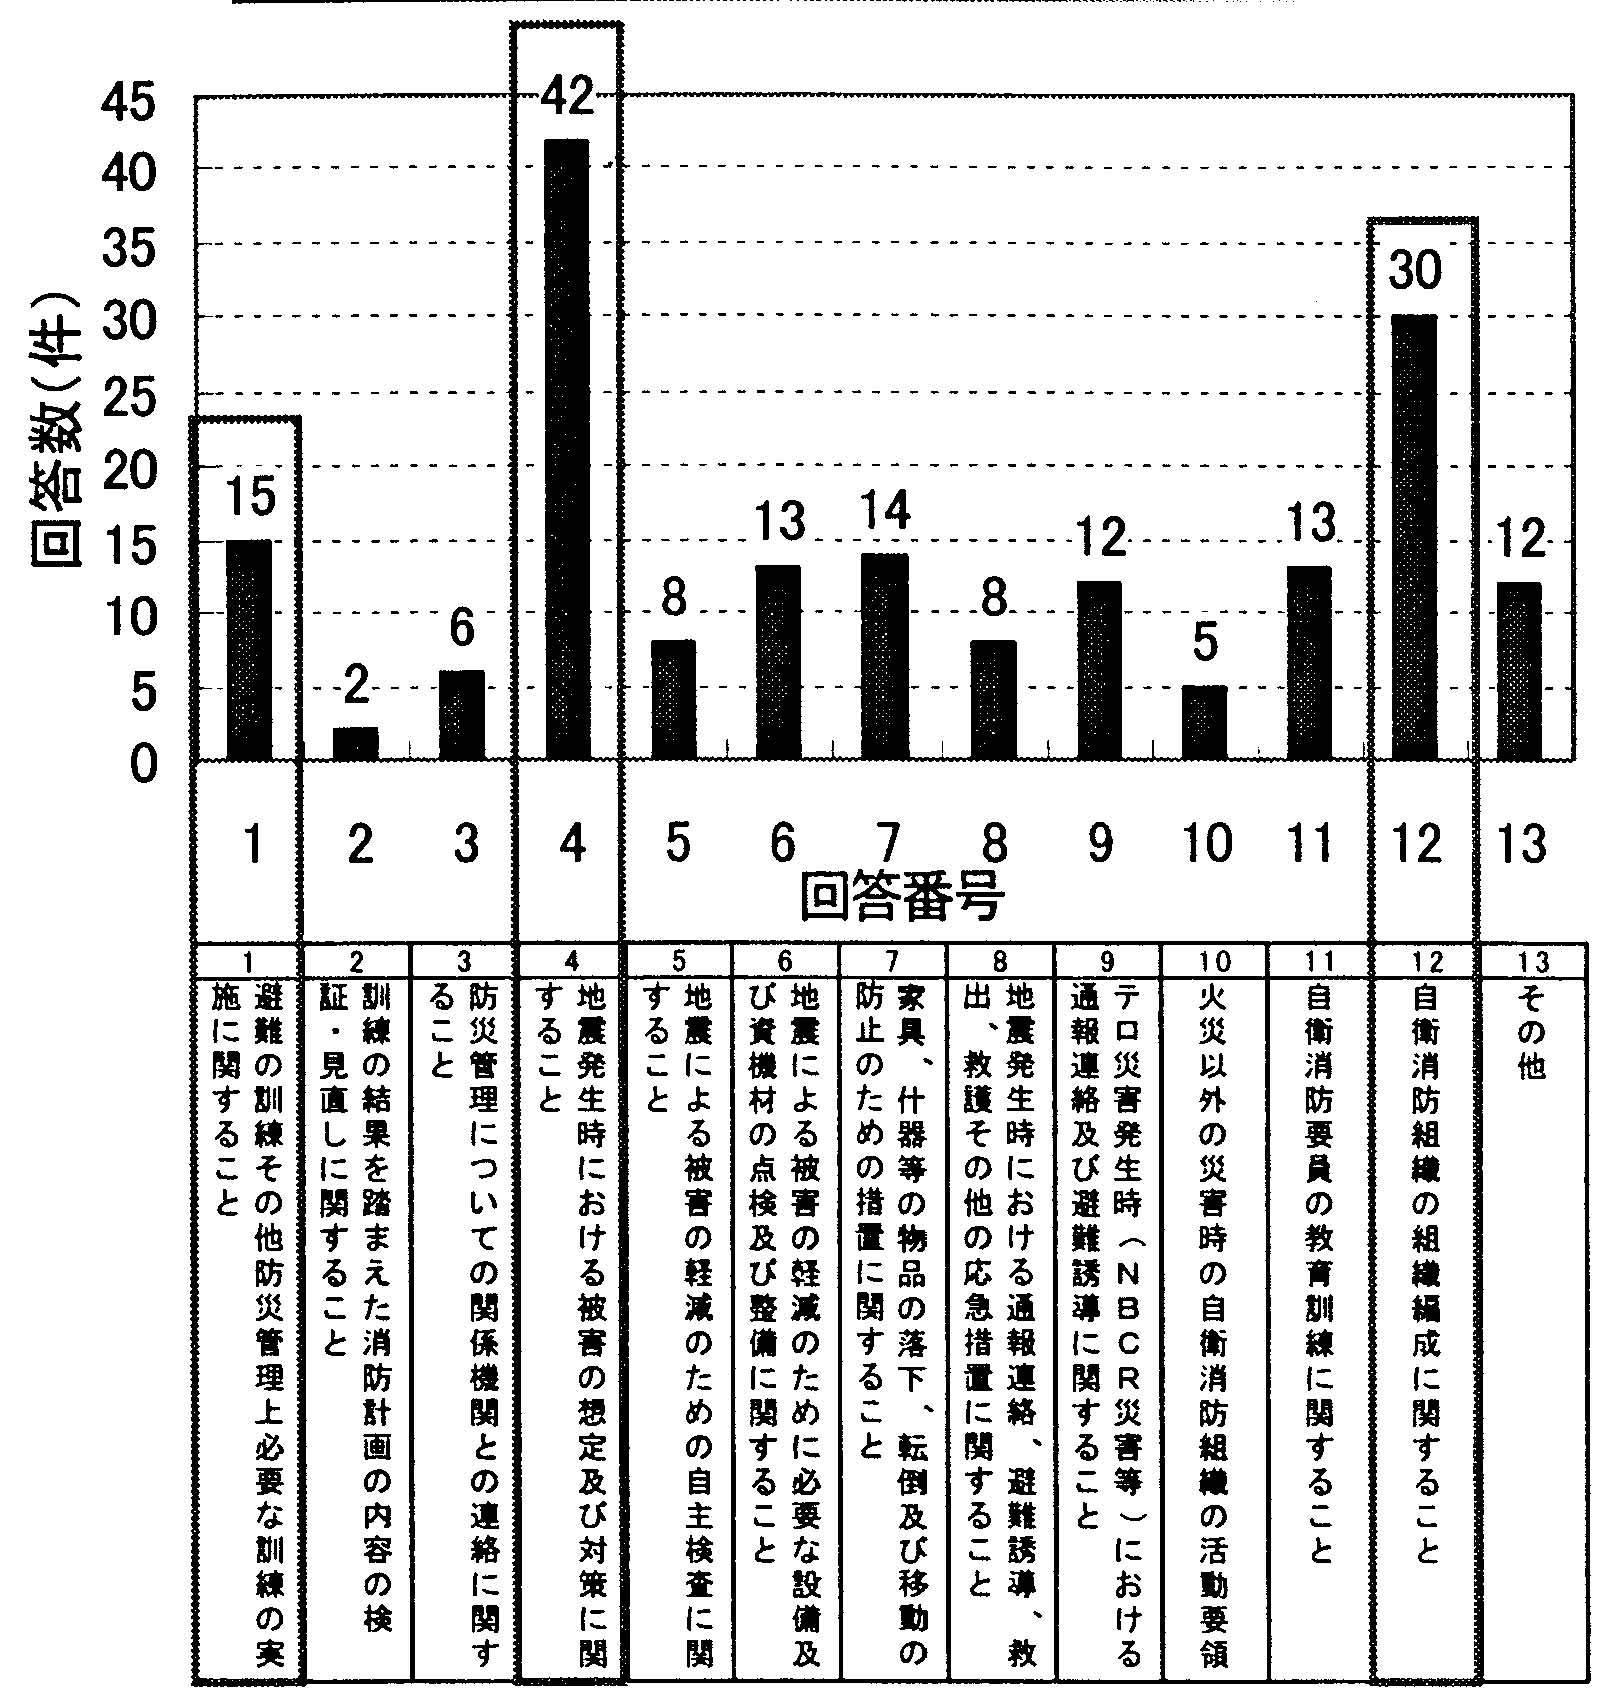 回答数(件)
45
40
35
30
25
20
15
10
5
0
15
2
6
42
8
13
14
8
12
5
13
30
12
1 2 3 4 5 6 7 8 9 10 11 12 13
回答番号
1
避難の訓練その他防災管理上必要な訓練の実
施に関すること
2
訓練の結果を踏まえた消防計画の内容の検
証・見直しに関すること
3
防災管理についての関係機関との連絡に関す
ること
4
地震発生時における被害の想定及び対策に関
すること
5
地震による被害の軽減のための自主検査に関
すること
6
地震による被害の軽減のために必要な設備及
び資機材の点検及び整備に関すること
7
家具、什器等の物品の落下、転倒及び移動の
防止のための措置に関すること
8
地震発生時における通報連絡、避難誘導、救
出、救護その他の応急措置に関すること
9
テロ災害発生時(NBCR災害等)における
通報連絡及び避難誘導に関すること
10
火災以外の災害時の自衛消防組織の活動要領
11
自衛消防要員の教育訓練に関すること
12
自衛消防組織の組織編成に関すること
13
その他